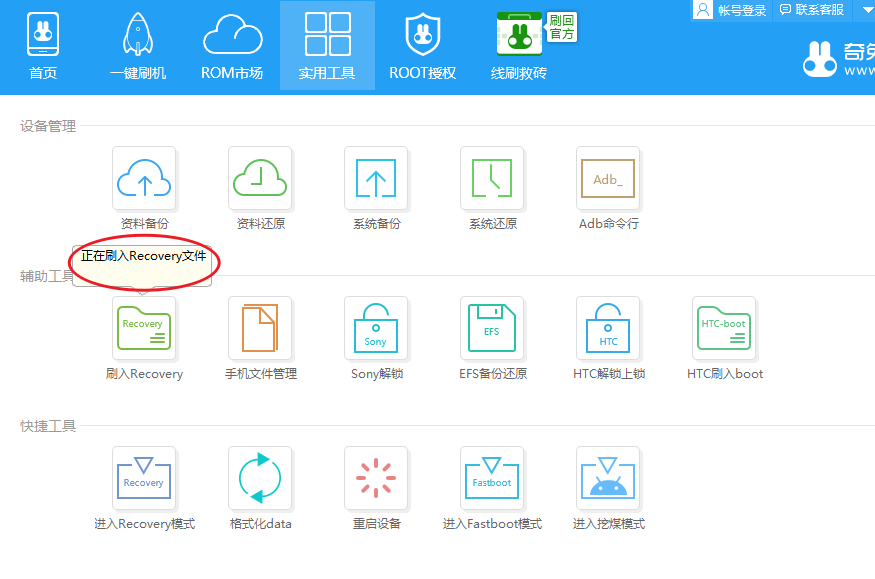 帐号登录 联系客服
刷回
官方
首页 一键刷机 ROM市场 实用工具 ROOT授权 线刷救砖
奇兔
www
设备管理
Adb_
资料备份 资料还原 系统备份 系统还原 Adb命令行
正在刷入Recovery文件
辅助工具
Recovery Sony EFS HTC HTC-boot
刷入Recovery 手机文件管理 Sony解锁 EFS备份还原 HTC解锁上锁 HTC刷入boot
快捷工具
Recovery Fastboot
进入Recovery模式 格式化data 重启设备 进入Fastboot模式 进入挖煤模式